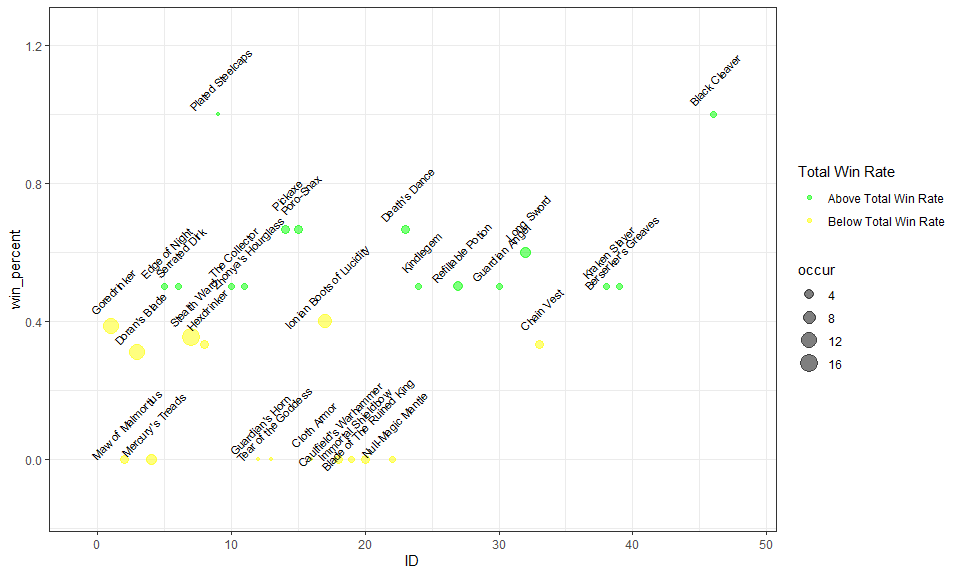 1.2
0.8
0.4
0.0
win_percent
0
10
20
30
40
50
ID
Plated Steelcaps
Black Cleaver
Pickaxe
Poro-Snax
Death's Dance
Edge of Night
Serrated Dirk
The Collector
Zhonya's Hourglass
Kindlegem
Refillable Potion
Guardian Angel
Long Sword
Kraken Slayer
Berserker's Greaves
Goredrinker
Doran's Blade
Stealth Ward
Hexdrinker
Ionian Boots of Lucidity
Chain Vest
Maw of Malmortius
Mercury's Treads
Guardian's Horn
Tear of the Goddess
Cloth Armor
Caulfield's Warhammer
Immortal Shieldbow
Blade of The Ruined King
Null-Magic Mantle
Total Win Rate
Above Total Win Rate
Below Total Win Rate
occur
4
8
12
16